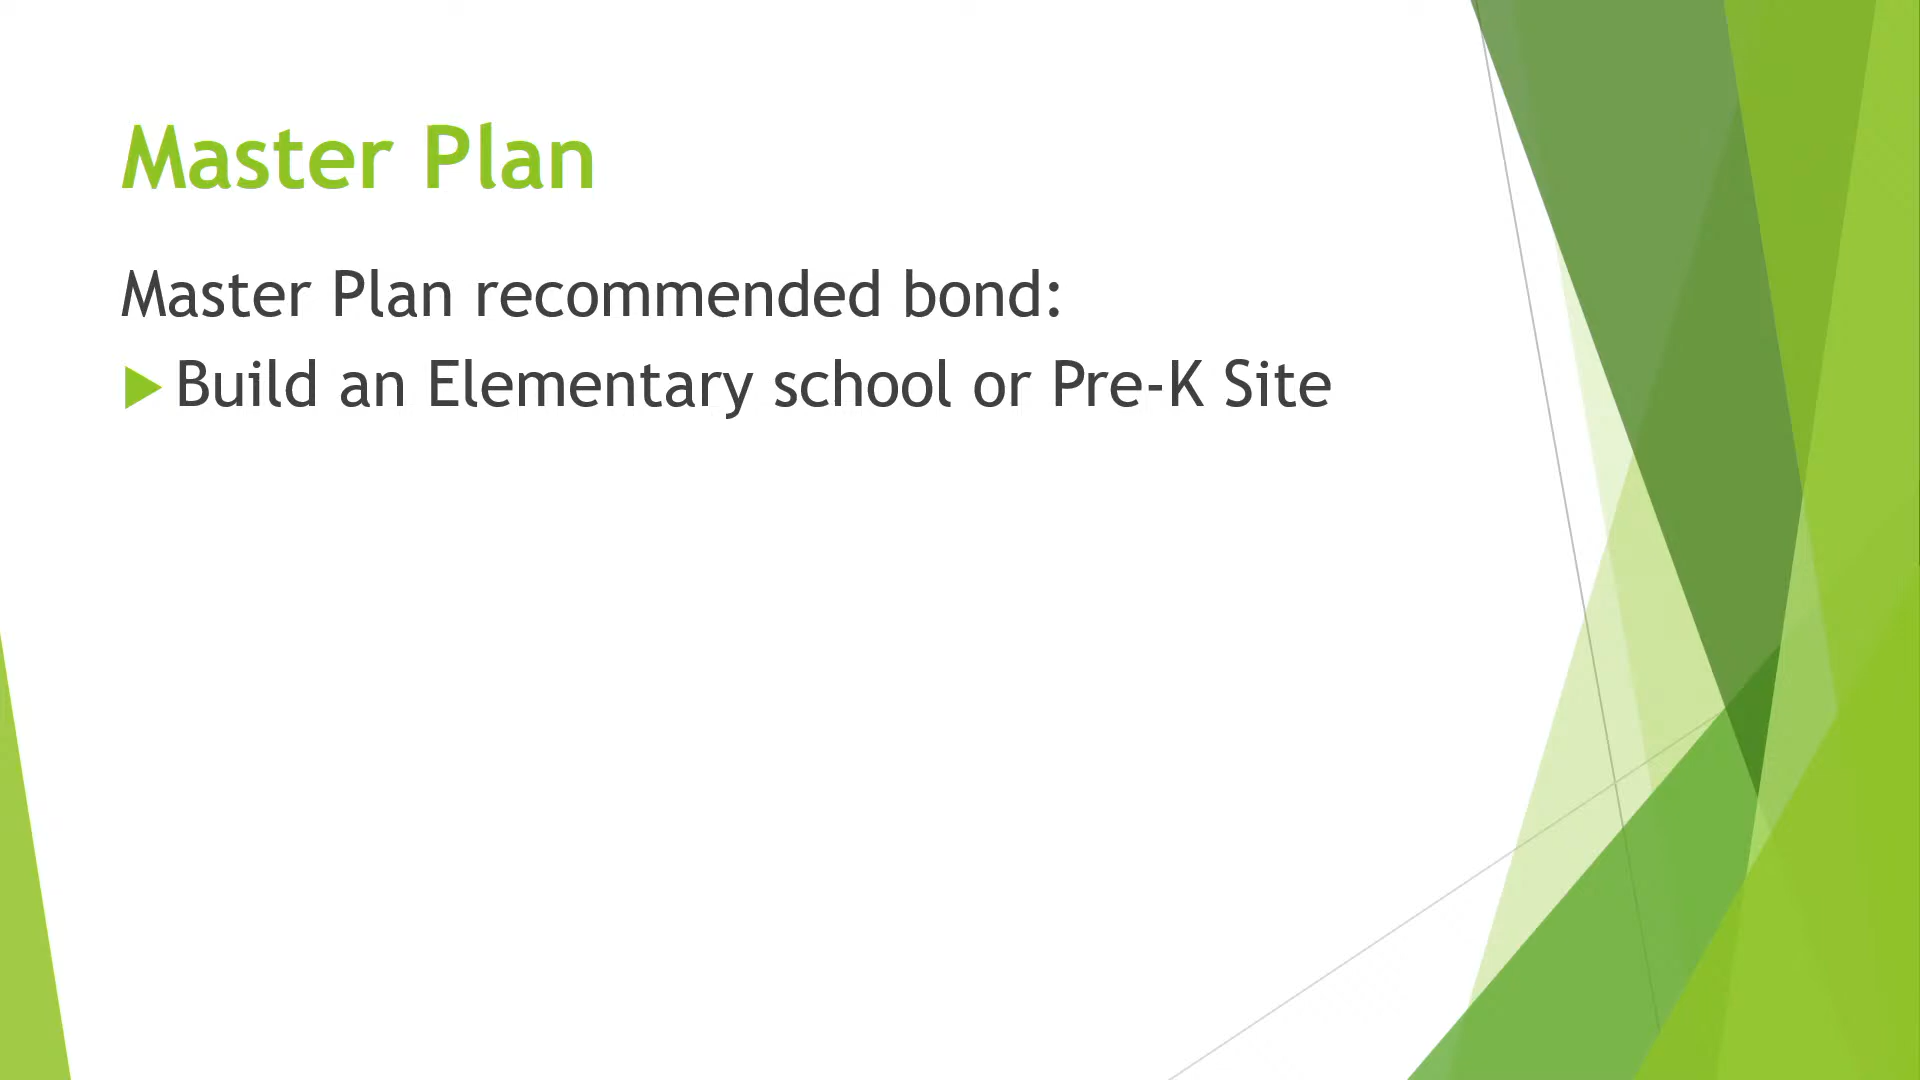 Master Plan
Master Plan recommended bond:
Build an Elementary school or Pre-K Site